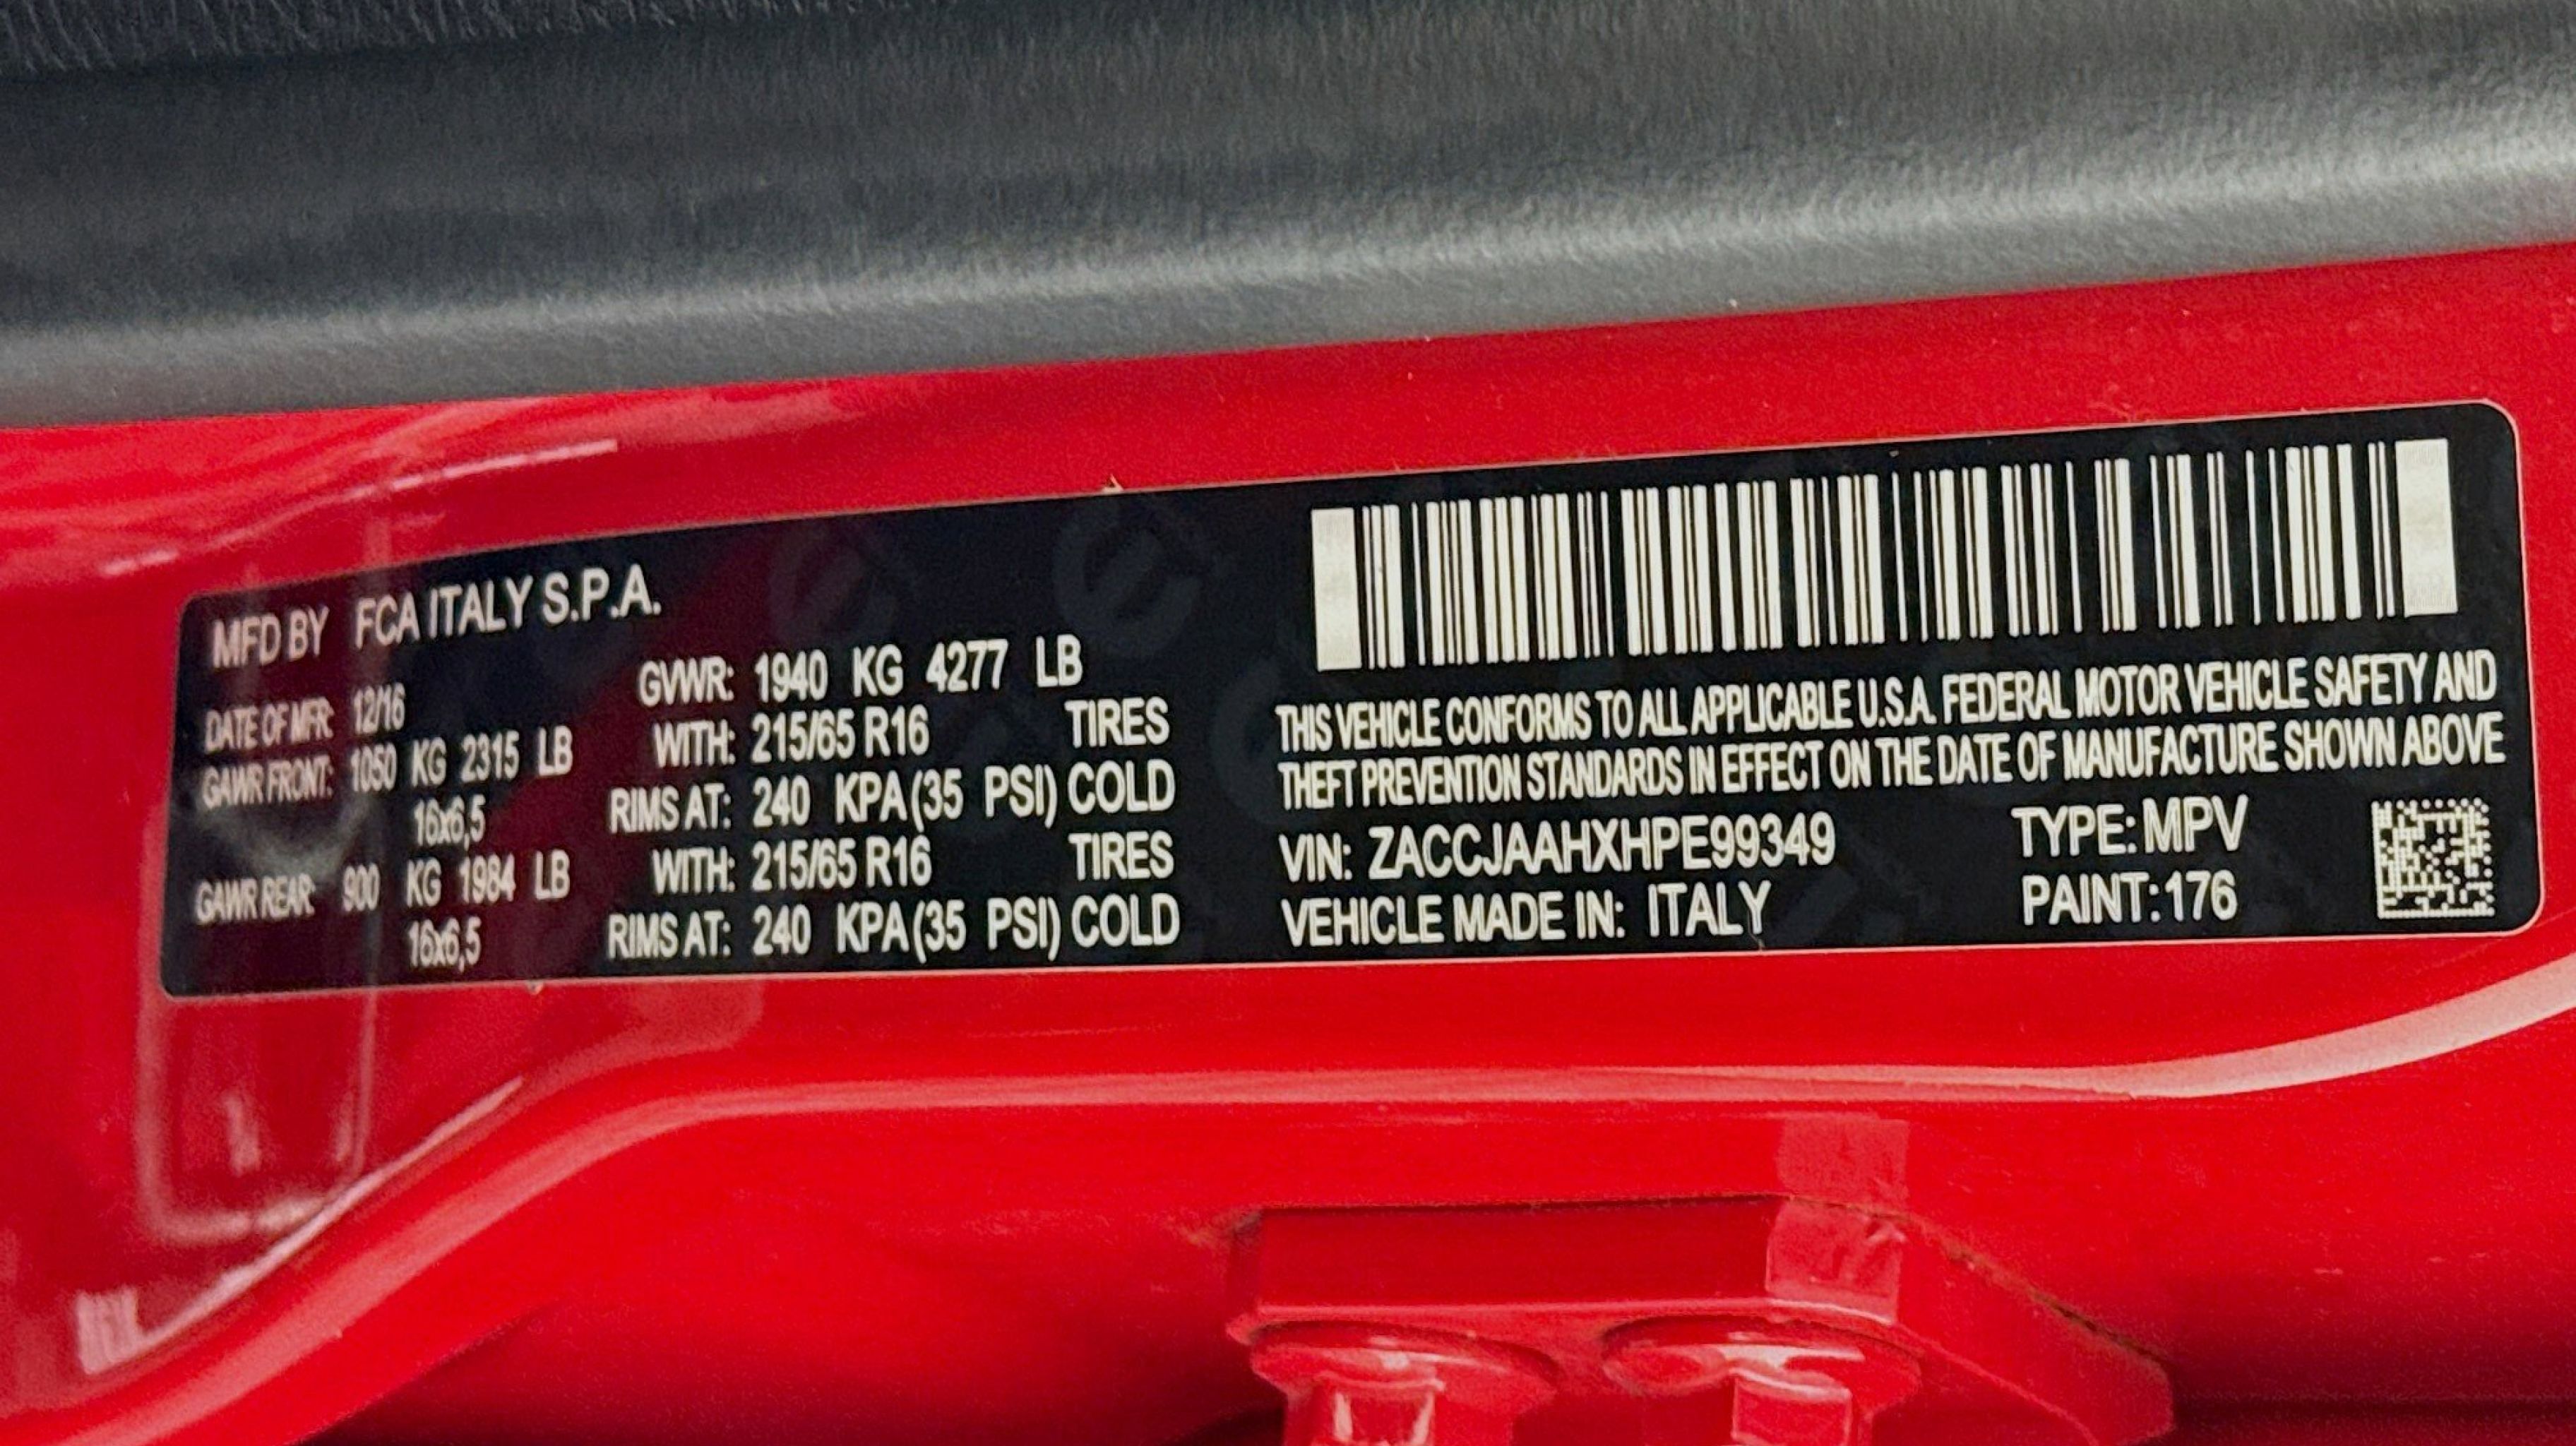 MFD BY FCA ITALY S.P.A.
DATE OF MFR: 12/16 GVWR: 1940 KG 4277 LB
GAWR FRONT: 1050 KG 2315 LB WITH: 215/65 R16 TIRES
16x6,5 RIMS AT: 240 KPA(35 PSI) COLD
GAWR REAR: 900 KG 1984 LB WITH: 215/65 R16 TIRES
16x6,5 RIMS AT: 240 KPA(35 PSI) COLD
THIS VEHICLE CONFORMS TO ALL APPLICABLE U.S.A. FEDERAL MOTOR VEHICLE SAFETY AND
THEFT PREVENTION STANDARDS IN EFFECT ON THE DATE OF MANUFACTURE SHOWN ABOVE
VIN: ZACCJAAHXHPE99349 TYPE: MPV
VEHICLE MADE IN: ITALY PAINT: 176